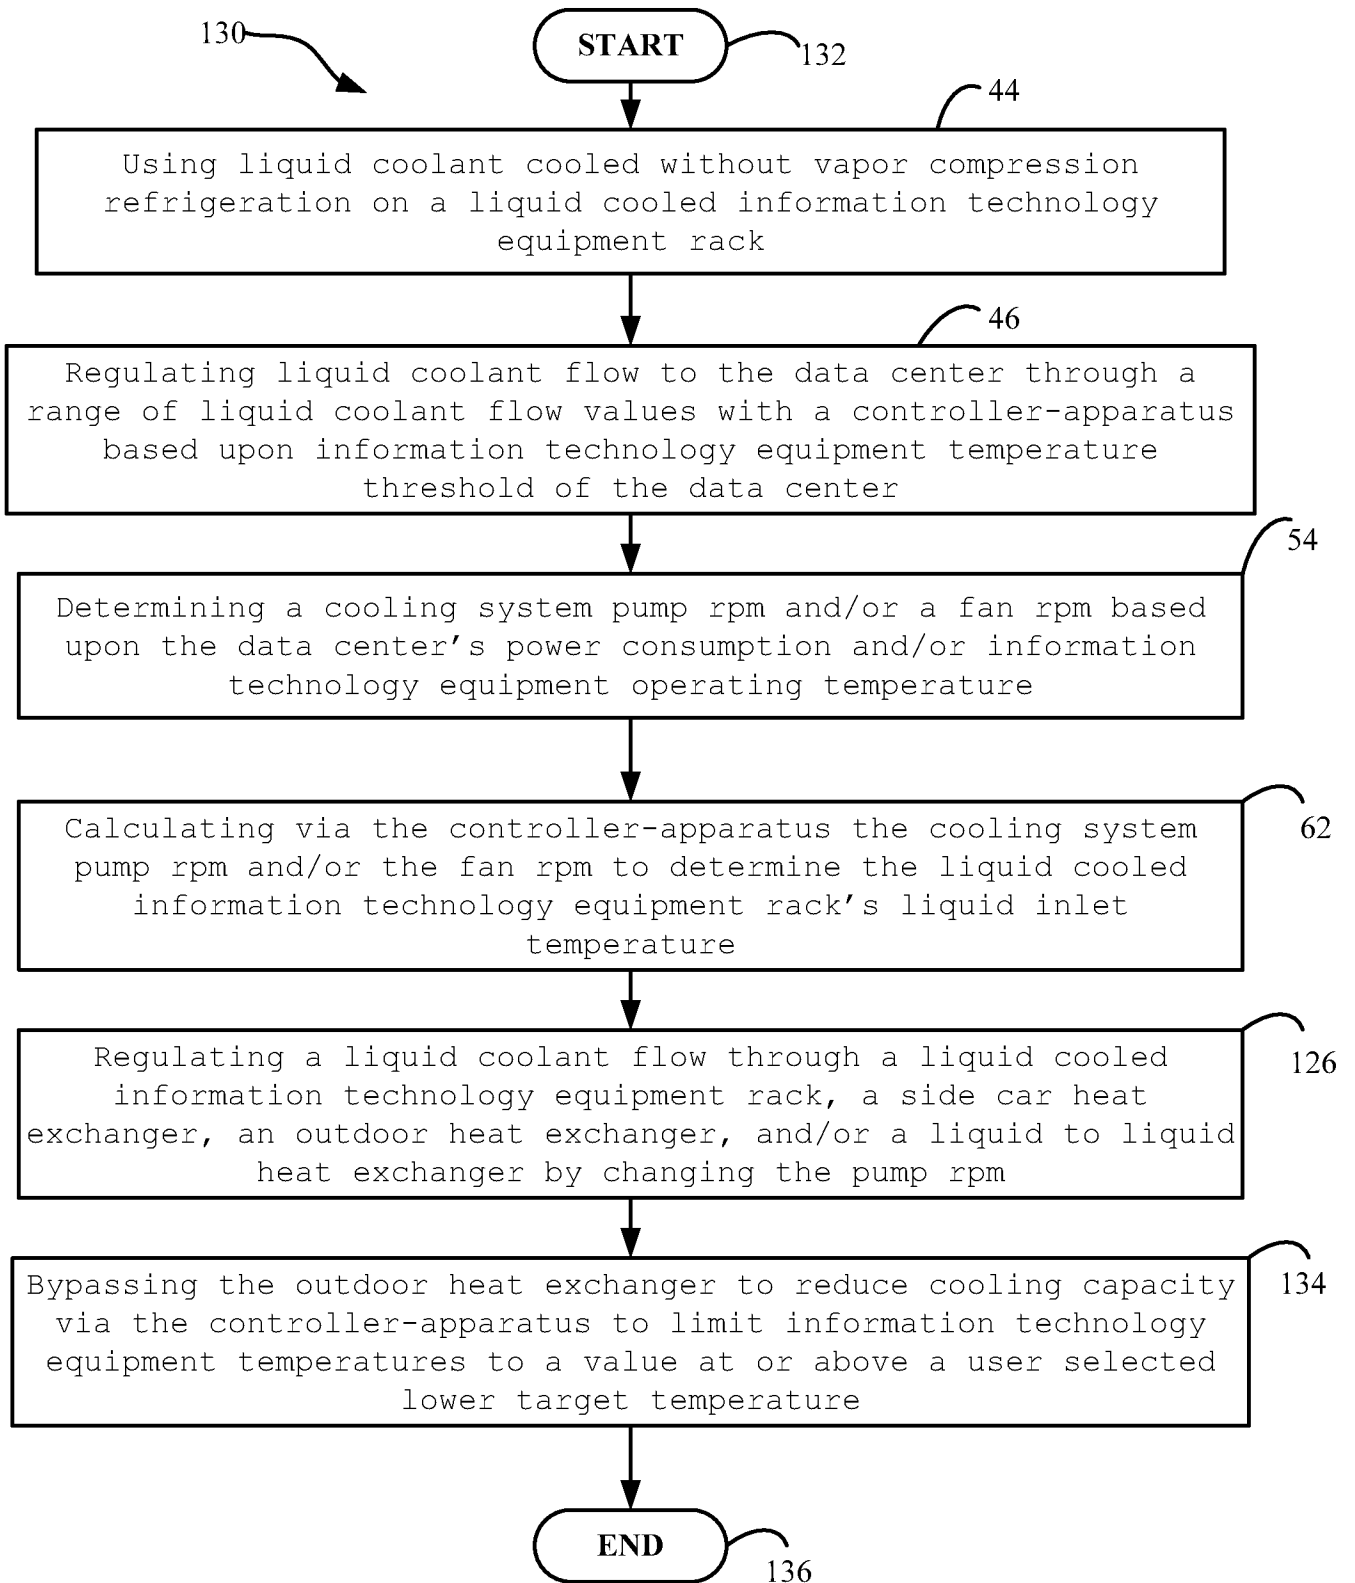 130
START
132
44
Using liquid coolant cooled without vapor compression
refrigeration on a liquid cooled information technology
equipment rack
46
Regulating liquid coolant flow to the data center through a
range of liquid coolant flow values with a controller-apparatus
based upon information technology equipment temperature
threshold of the data center
54
Determining a cooling system pump rpm and/or a fan rpm based
upon the data center’s power consumption and/or information
technology equipment operating temperature
62
Calculating via the controller-apparatus the cooling system
pump rpm and/or the fan rpm to determine the liquid cooled
information technology equipment rack’s liquid inlet
temperature
126
Regulating a liquid coolant flow through a liquid cooled
information technology equipment rack, a side car heat
exchanger, an outdoor heat exchanger, and/or a liquid to liquid
heat exchanger by changing the pump rpm
134
Bypassing the outdoor heat exchanger to reduce cooling capacity
via the controller-apparatus to limit information technology
equipment temperatures to a value at or above a user selected
lower target temperature
END
136